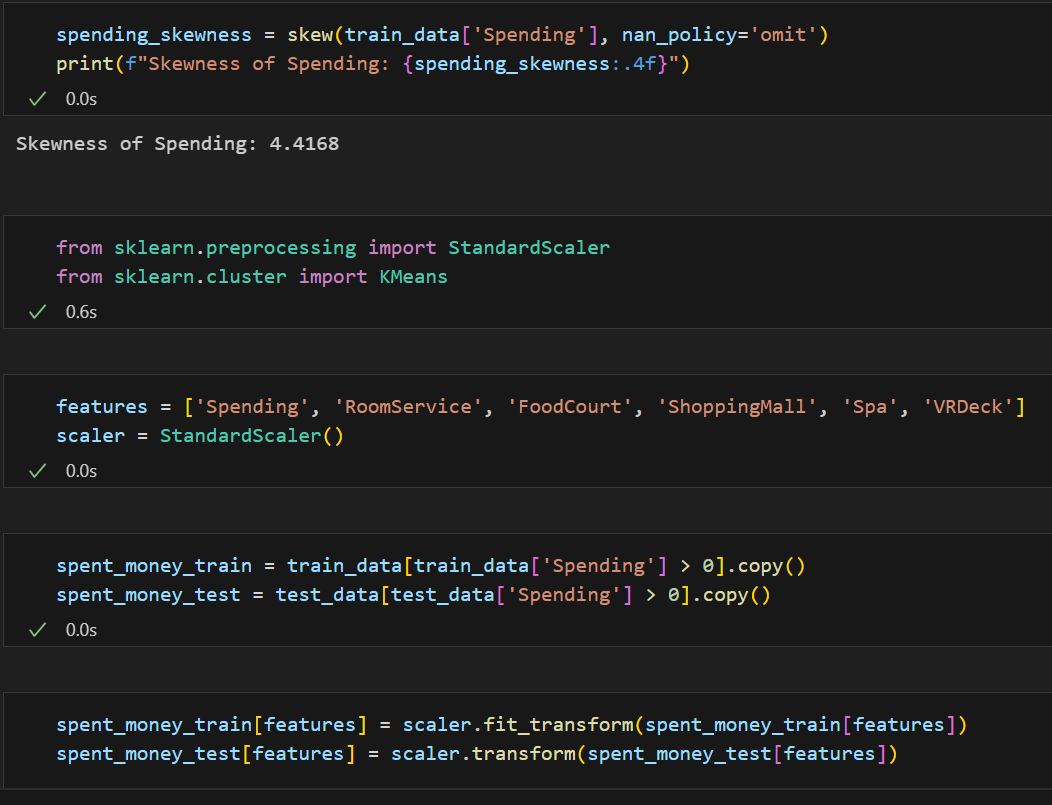 spending_skewness = skew(train_data['Spending'], nan_policy='omit')
print(f"Skewness of Spending: {spending_skewness:.4f}")
0.0s
Skewness of Spending: 4.4168
from sklearn.preprocessing import StandardScaler
from sklearn.cluster import KMeans
0.6s
features = ['Spending', 'RoomService', 'FoodCourt', 'ShoppingMall', 'Spa', 'VRDeck']
scaler = StandardScaler()
0.0s
spent_money_train = train_data[train_data['Spending'] > 0].copy()
spent_money_test = test_data[test_data['Spending'] > 0].copy()
0.0s
spent_money_train[features] = scaler.fit_transform(spent_money_train[features])
spent_money_test[features] = scaler.transform(spent_money_test[features])